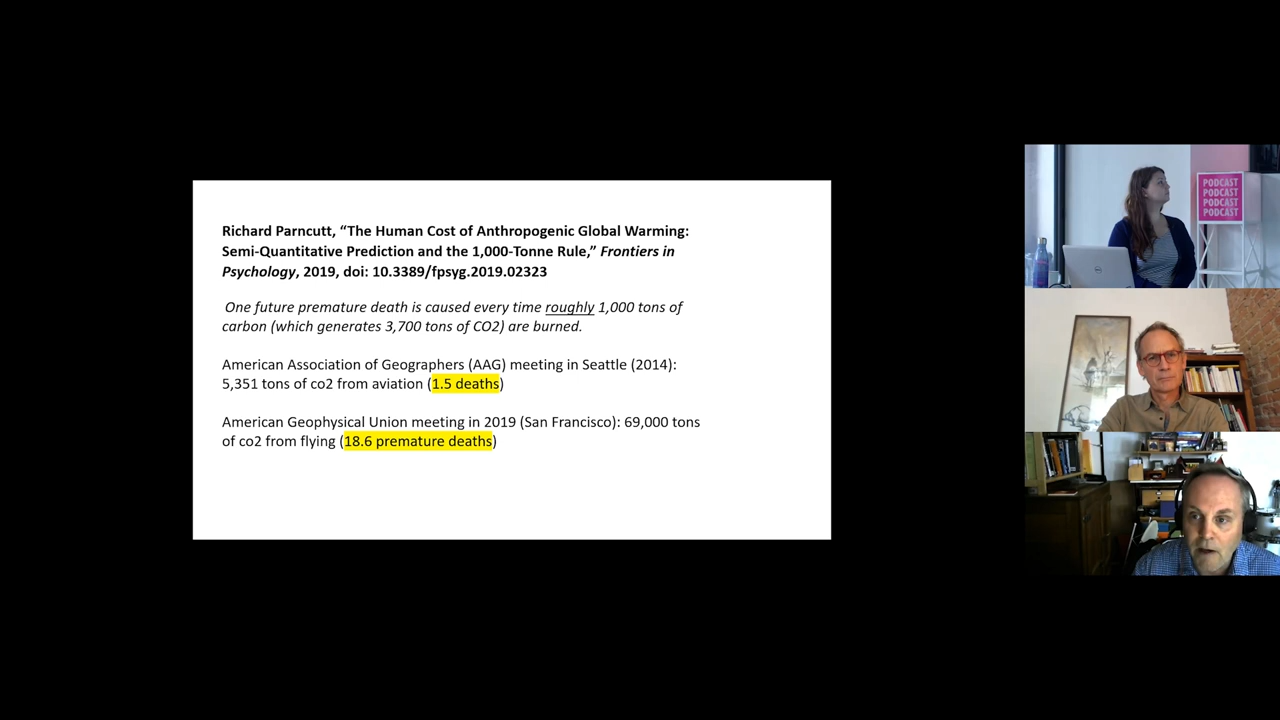 Richard Parncutt, “The Human Cost of Anthropogenic Global Warming:
Semi-Quantitative Prediction and the 1,000-Tonne Rule,” Frontiers in
Psychology, 2019, doi: 10.3389/fpsyg.2019.02323
One future premature death is caused every time roughly 1,000 tons of
carbon (which generates 3,700 tons of CO2) are burned.
American Association of Geographers (AAG) meeting in Seattle (2014):
5,351 tons of co2 from aviation (1.5 deaths)
American Geophysical Union meeting in 2019 (San Francisco): 69,000 tons
of co2 from flying (18.6 premature deaths)
PODCAST
PODCAST
PODCAST
PODCAST